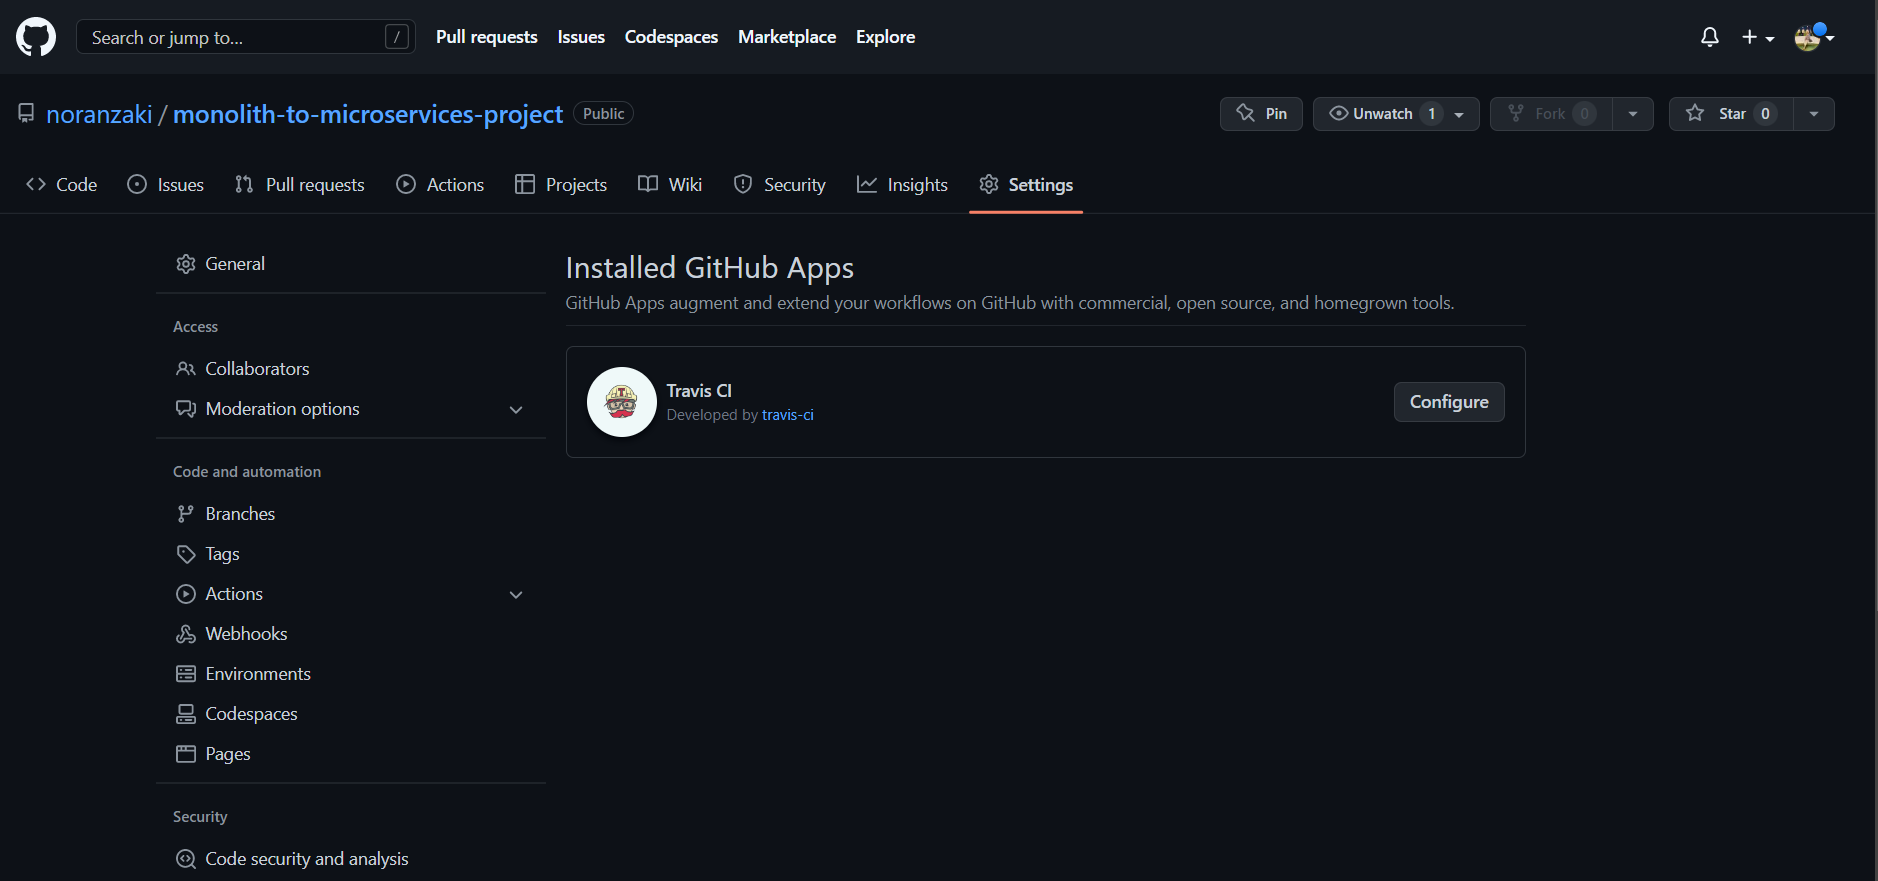 Search or jump to... /
Pull requests Issues Codespaces Marketplace Explore
noranzaki / monolith-to-microservices-project Public
Pin Unwatch 1 Fork 0 Star 0
Code Issues Pull requests Actions Projects Wiki Security Insights Settings
General
Access
Collaborators
Moderation options
Code and automation
Branches
Tags
Actions
Webhooks
Environments
Codespaces
Pages
Security
Code security and analysis
Installed GitHub Apps
GitHub Apps augment and extend your workflows on GitHub with commercial, open source, and homegrown tools.
Travis CI
Developed by travis-ci
Configure